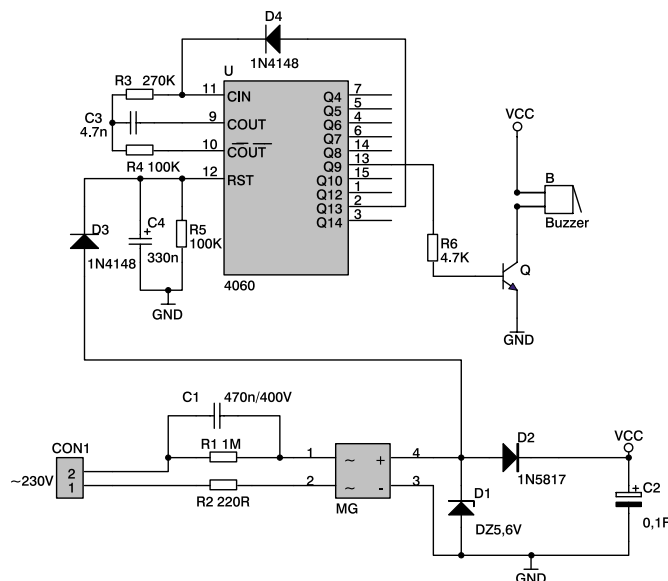 D4
1N4148
U
R3 270K
11
CIN
C3
4.7n
9
COUT
10
COUT
R4 100K
12
RST
Q4
7
Q5
5
Q6
4
Q7
6
Q8
14
Q9
13
Q10
15
Q12
1
Q13
2
Q14
3
4060
D3
1N4148
C4
+
330n
R5
100K
GND
R6
4.7K
VCC
B
Buzzer
Q
GND
C1
470n/400V
CON1
2
1
~230V
R1 1M
R2 220R
1
2
~
~
+
-
4
3
MG
D1
DZ5,6V
D2
1N5817
VCC
+
C2
0,1F
GND